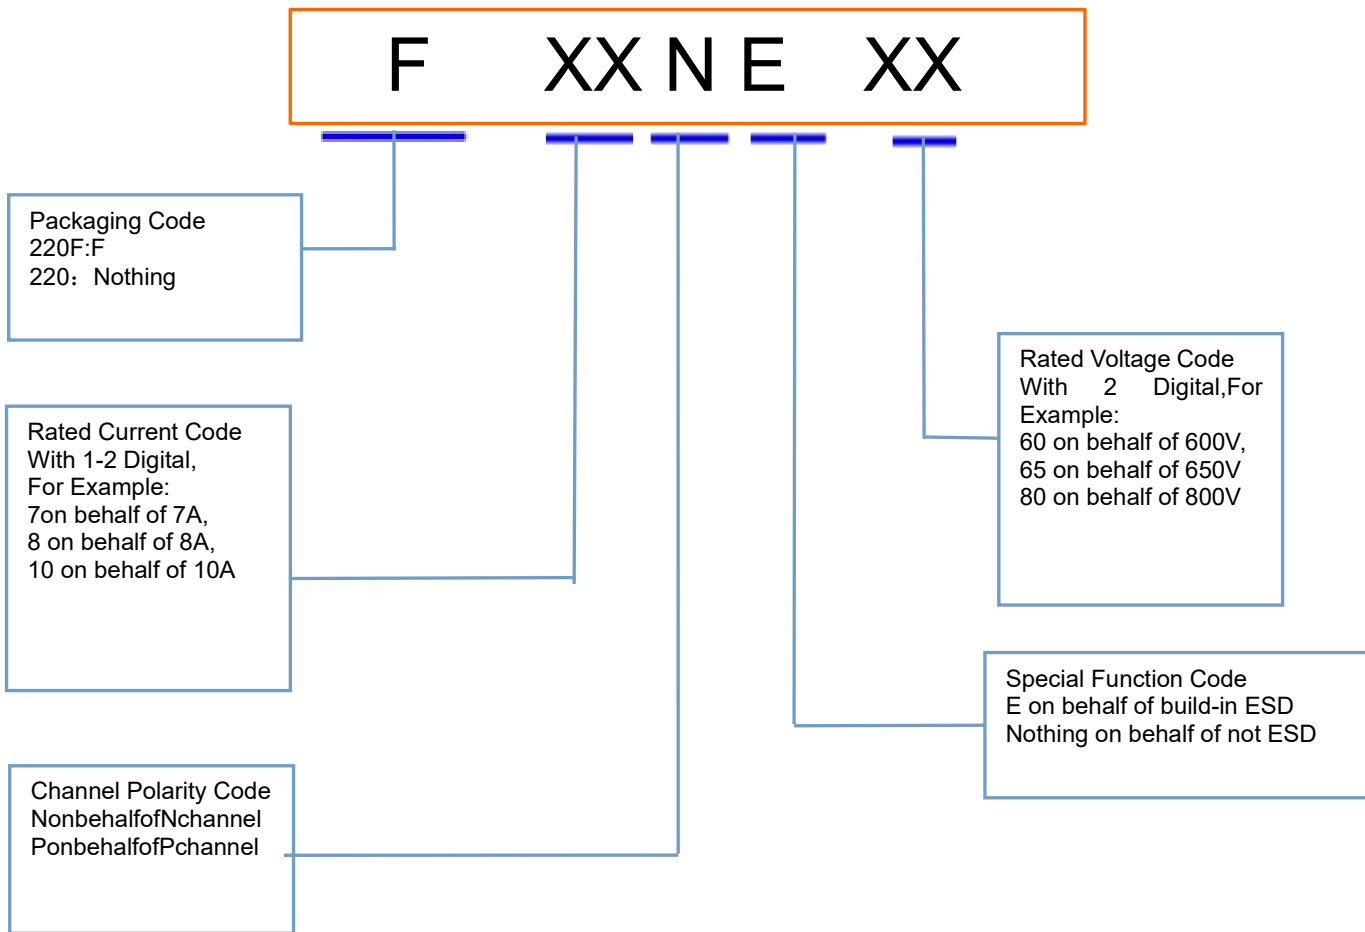 F XX N E XX
Packaging Code
220F:F
220：Nothing
Rated Current Code
With 1-2 Digital,
For Example:
7on behalf of 7A,
8 on behalf of 8A,
10 on behalf of 10A
Channel Polarity Code
NonbehalfofNchannel
PonbehalfofPchannel
Rated Voltage Code
With 2 Digital,For
Example:
60 on behalf of 600V,
65 on behalf of 650V
80 on behalf of 800V
Special Function Code
E on behalf of build-in ESD
Nothing on behalf of not ESD